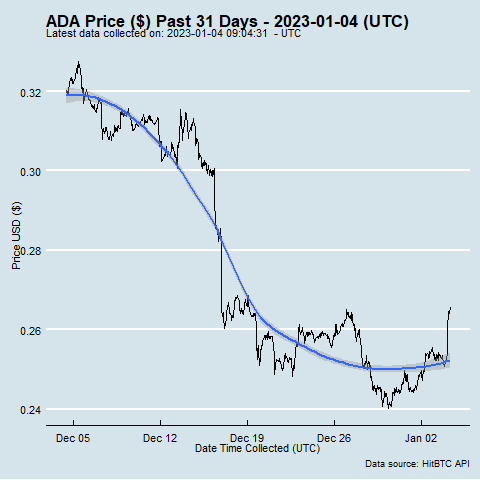 ADA Price ($) Past 31 Days - 2023-01-04 (UTC)
Latest data collected on: 2023-01-04 09:04:31 - UTC
Price USD ($)
0.32
0.30
0.28
0.26
0.24
Dec 05 Dec 12 Dec 19 Dec 26 Jan 02
Date Time Collected (UTC)
Data source: HitBTC API